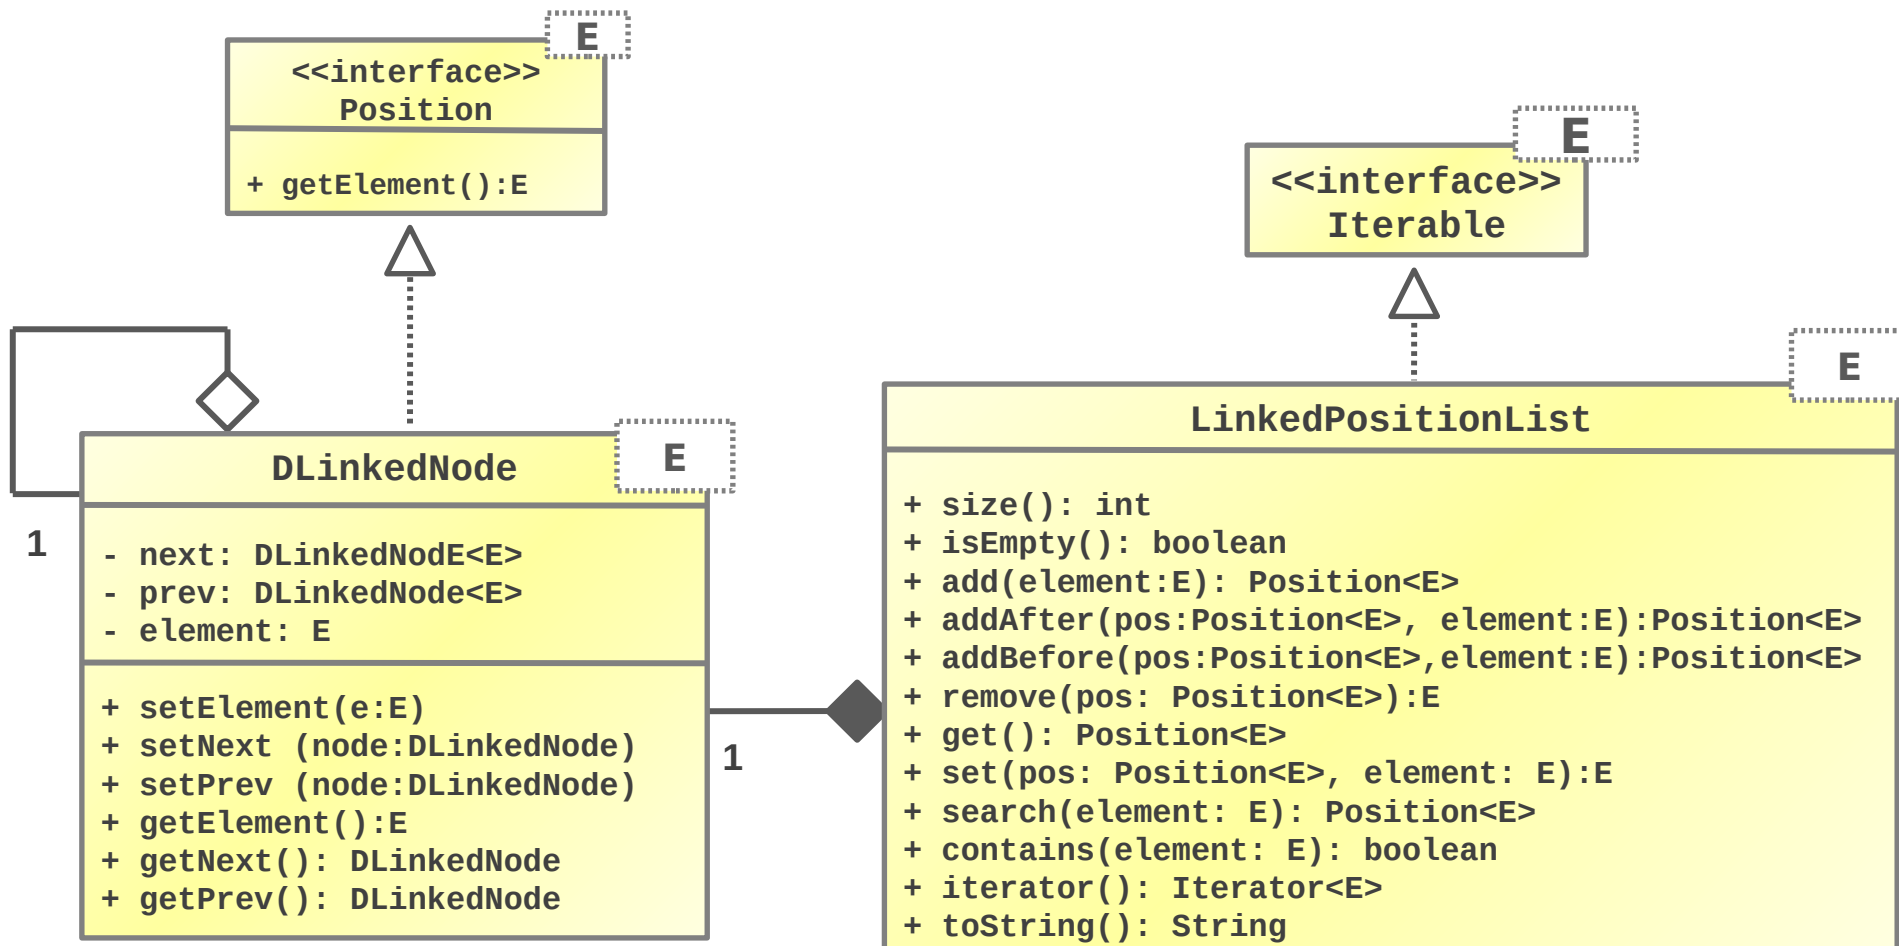 E
<<interface>>
Position
+ getElement():E
E
<<interface>>
Iterable
E
DLinkedNode
- next: DLinkedNodE<E>
- prev: DLinkedNode<E>
- element: E
+ setElement(e:E)
+ setNext (node:DLinkedNode)
+ setPrev (node:DLinkedNode)
+ getElement():E
+ getNext(): DLinkedNode
+ getPrev(): DLinkedNode
1
1
E
LinkedPositionList
+ size(): int
+ isEmpty(): boolean
+ add(element:E): Position<E>
+ addAfter(pos:Position<E>, element:E):Position<E>
+ addBefore(pos:Position<E>,element:E):Position<E>
+ remove(pos: Position<E>):E
+ get(): Position<E>
+ set(pos: Position<E>, element: E):E
+ search(element: E): Position<E>
+ contains(element: E): boolean
+ iterator(): Iterator<E>
+ toString(): String